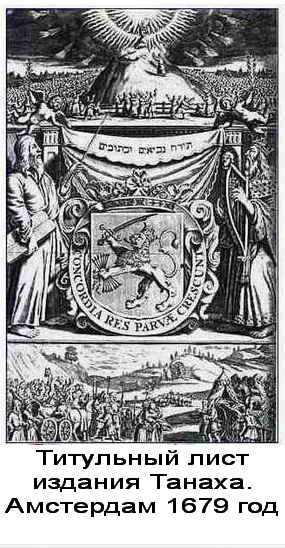 תורה נביאים וכתובים
CONCORDIA RES PARVÆ CRESCUNT
Титульный лист
издания Танаха.
Амстердам 1679 год